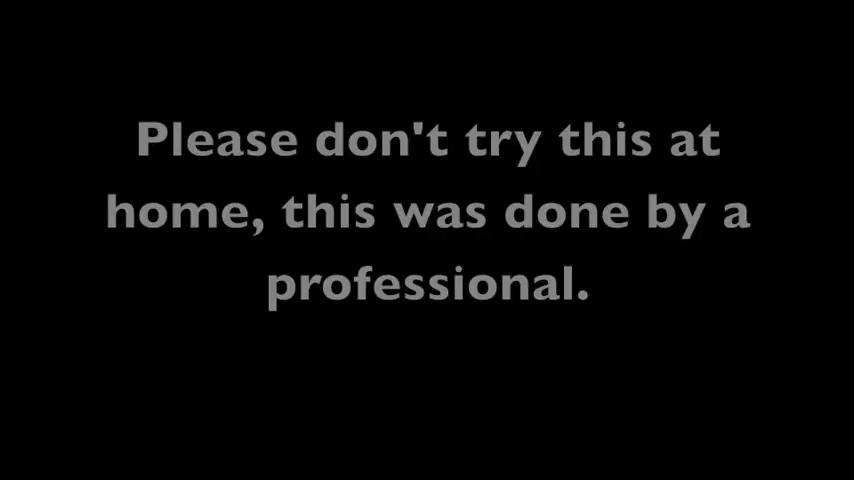 Please don't try this at
home, this was done by a
professional.